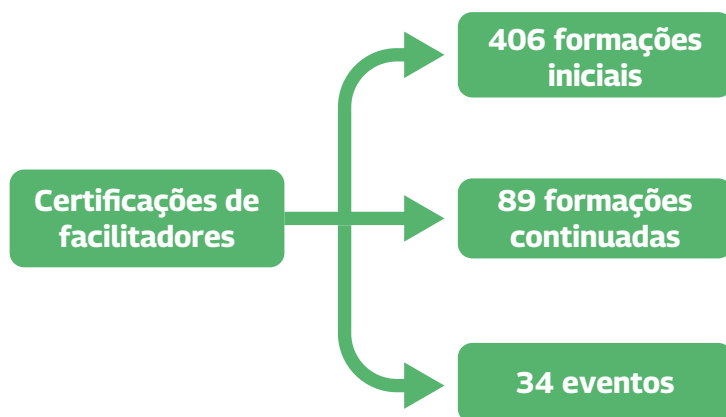 406 formações
iniciais
Certificações de
facilitadores
89 formações
continuadas
34 eventos